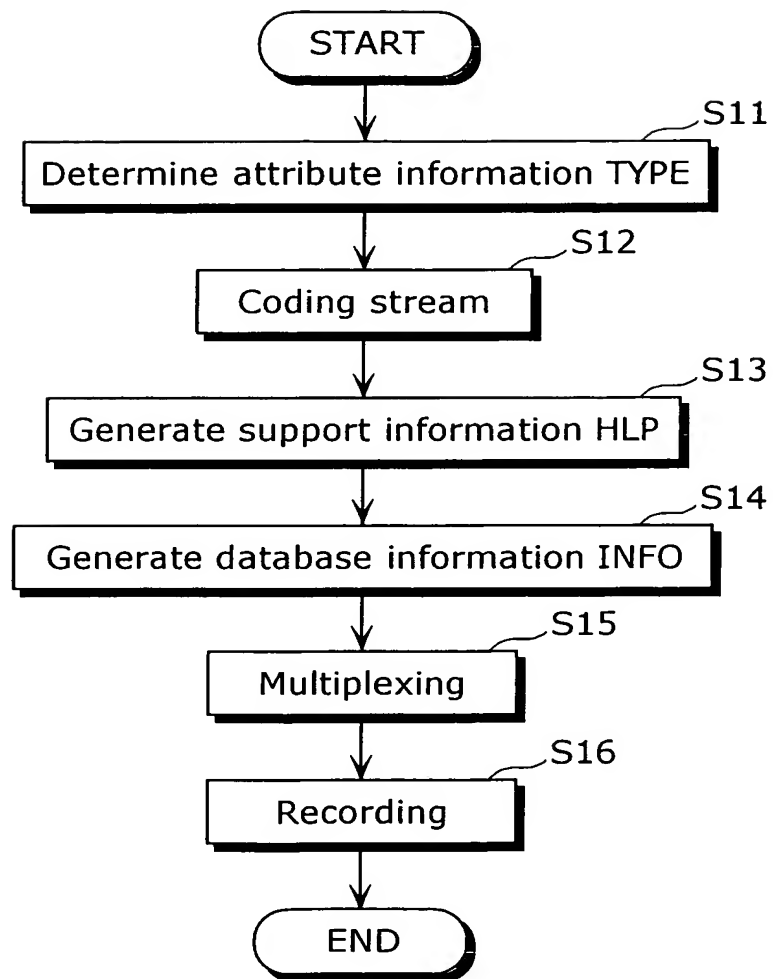 START
S11
Determine attribute information TYPE
S12
Coding stream
S13
Generate support information HLP
S14
Generate database information INFO
S15
Multiplexing
S16
Recording
END